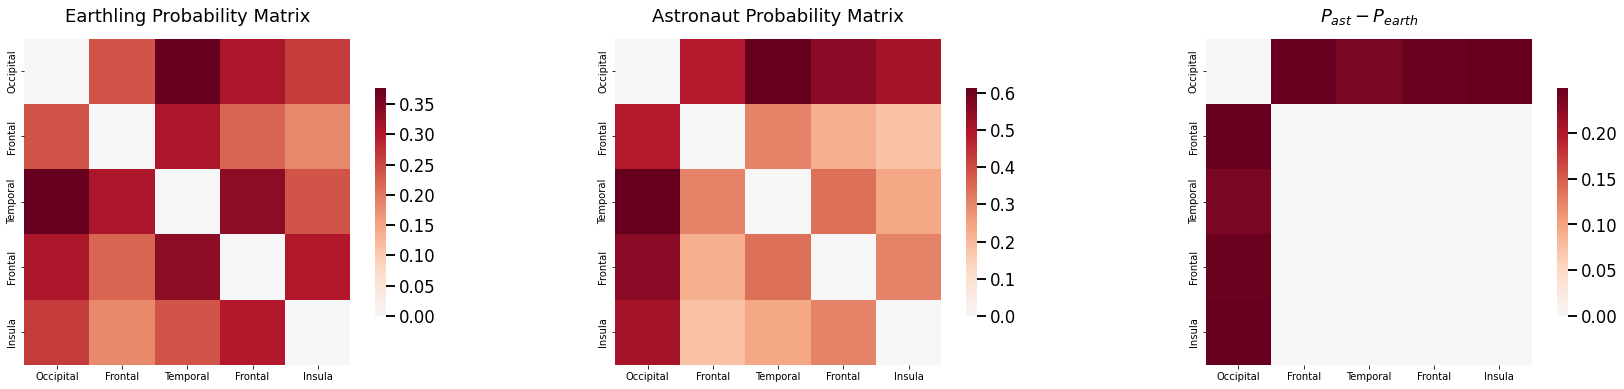 Earthling Probability Matrix
Occipital
Frontal
Temporal
Frontal
Insula
Occipital Frontal Temporal Frontal Insula
0.35
0.30
0.25
0.20
0.15
0.10
0.05
0.00
Astronaut Probability Matrix
Occipital
Frontal
Temporal
Frontal
Insula
Occipital Frontal Temporal Frontal Insula
0.6
0.5
0.4
0.3
0.2
0.1
0.0
P_ast − P_earth
Occipital
Frontal
Temporal
Frontal
Insula
Occipital Frontal Temporal Frontal Insula
0.20
0.15
0.10
0.05
0.00